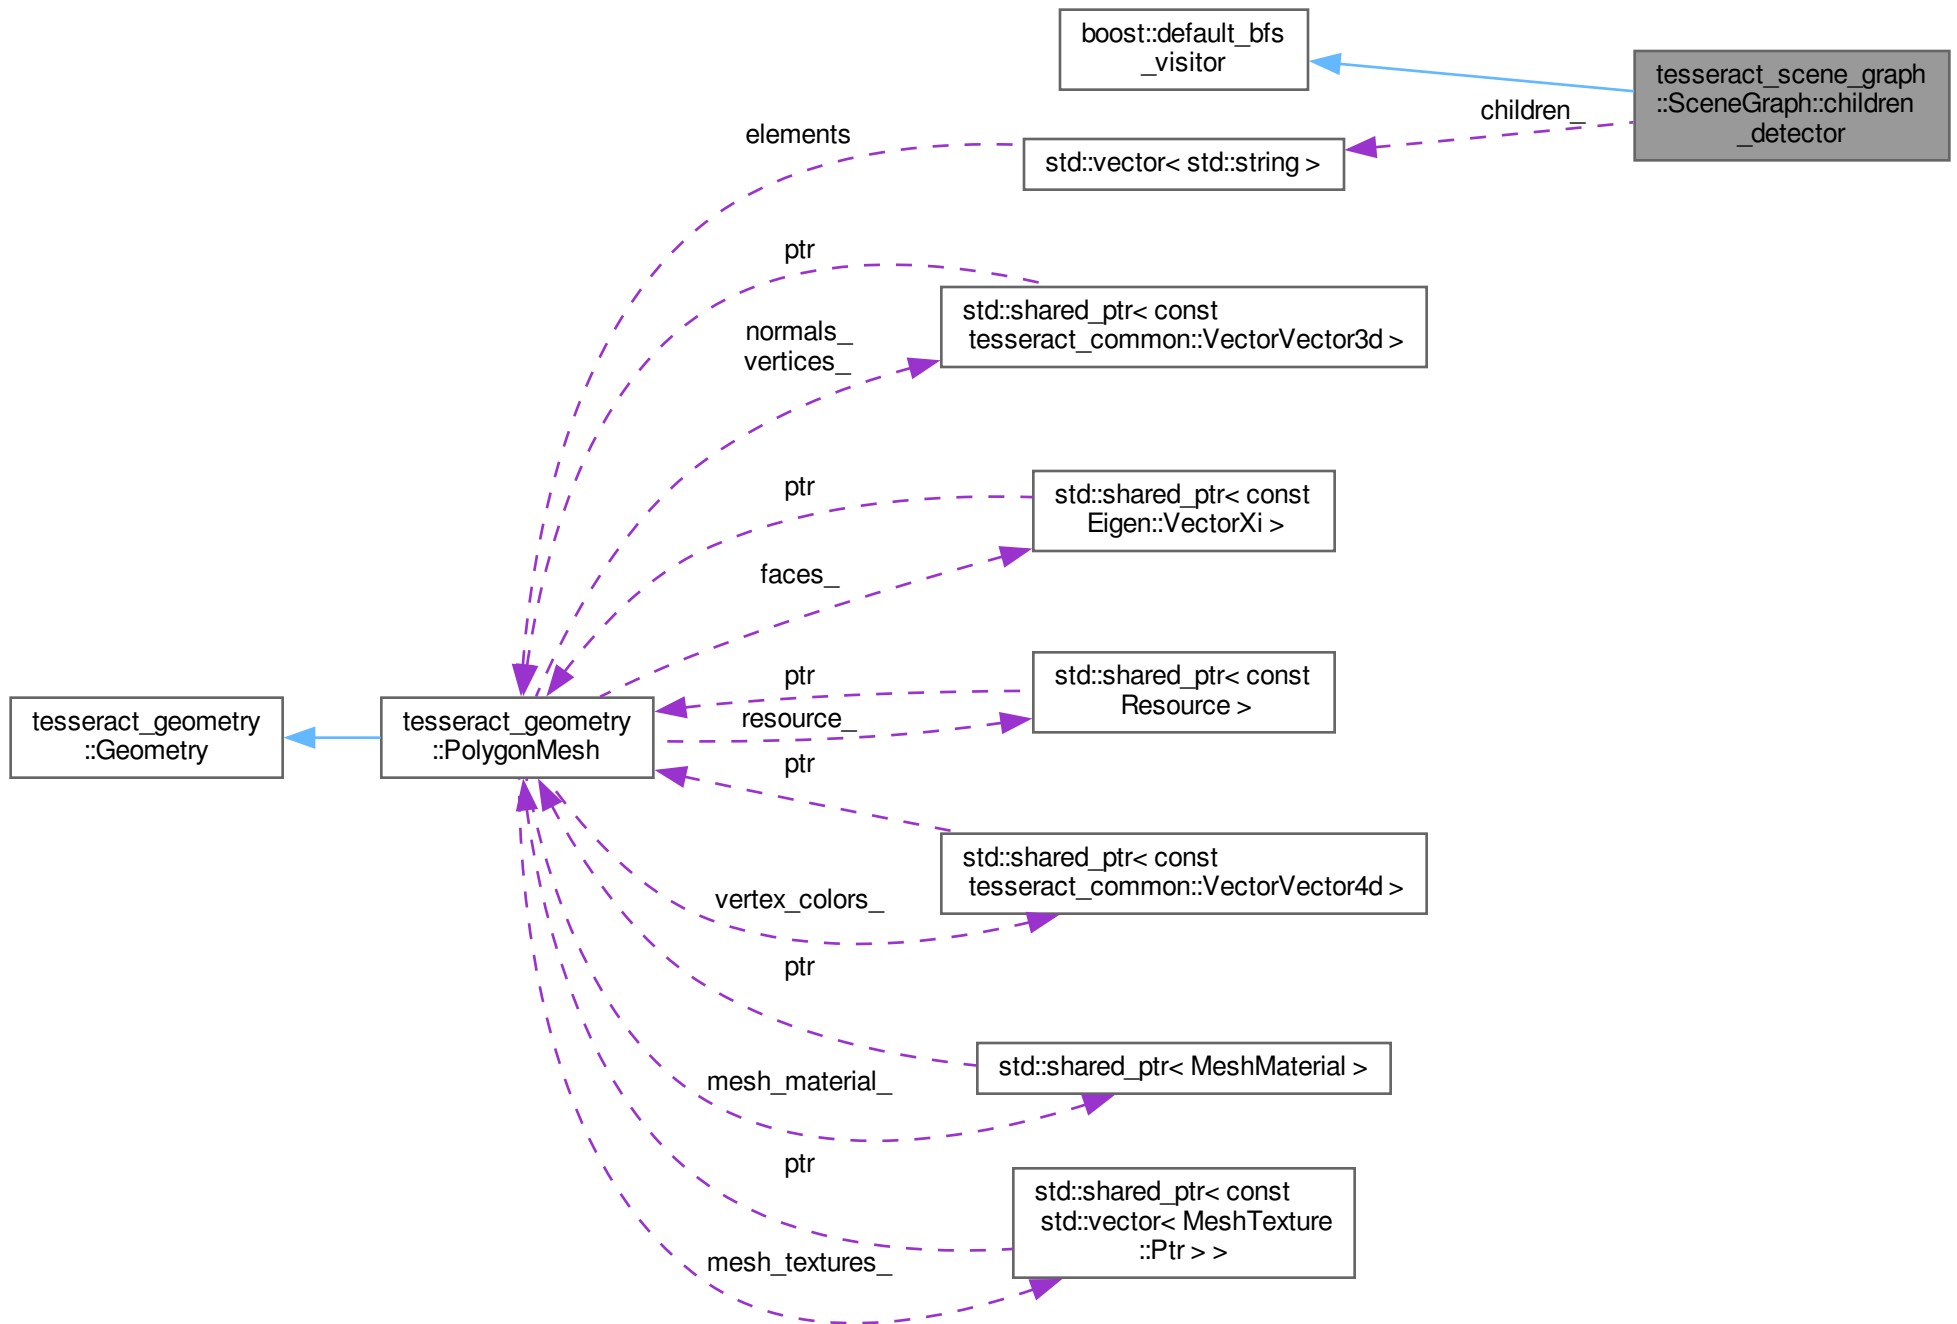 boost::default_bfs
_visitor
tesseract_scene_graph
::SceneGraph::children
_detector
children_
elements
std::vector< std::string >
ptr
std::shared_ptr< const
tesseract_common::VectorVector3d >
normals_
vertices_
ptr
std::shared_ptr< const
Eigen::VectorXi >
faces_
ptr
std::shared_ptr< const
Resource >
resource_
tesseract_geometry
::Geometry
tesseract_geometry
::PolygonMesh
ptr
std::shared_ptr< const
tesseract_common::VectorVector4d >
vertex_colors_
ptr
std::shared_ptr< MeshMaterial >
mesh_material_
ptr
std::shared_ptr< const
std::vector< MeshTexture
::Ptr > >
mesh_textures_